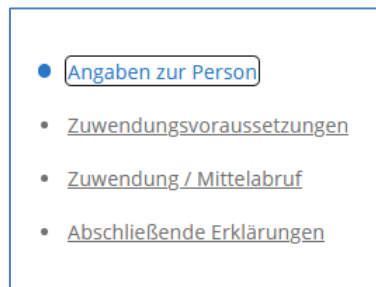 Angaben zur Person
Zuwendungsvoraussetzungen
Zuwendung / Mittelabruf
Abschließende Erklärungen